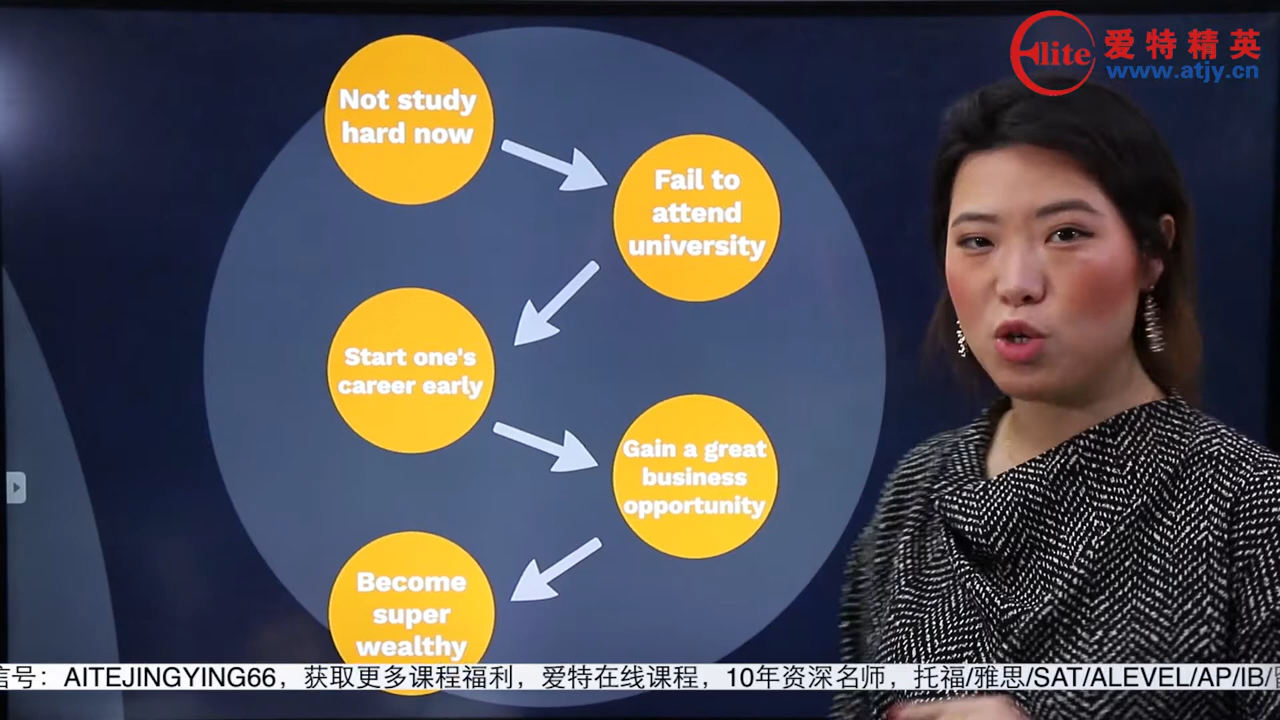 Elite 爱特精英
www.atjy.cn
Not study
hard now
Fail to
attend
university
Start one's
career early
Gain a great
business
opportunity
Become
super
wealthy
信号：AITEJINGYING66，获取更多课程福利，爱特在线课程，10年资深名师，托福/雅思/SAT/ALEVEL/AP/IB/